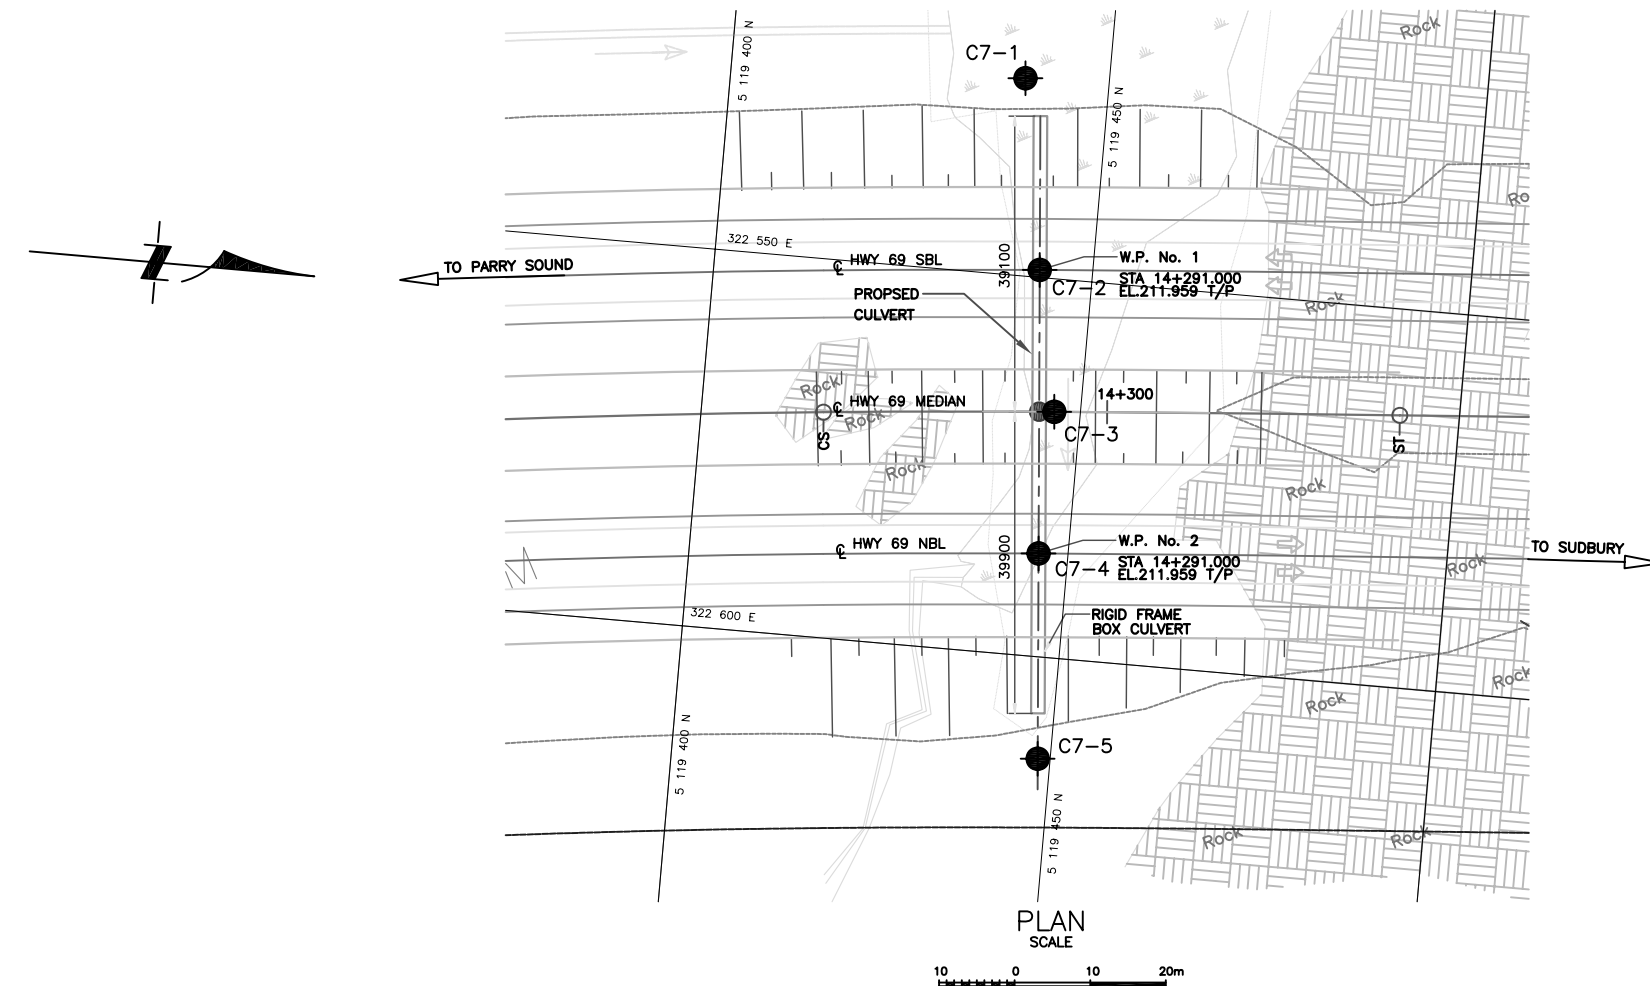 Rock
5 119 400 N
C7-1
5 119 450 N
Rock
322 550 E
39100
TO PARRY SOUND
℄ HWY 69 SBL
W.P. No. 1
STA 14+291.000
EL.211.959 T/P
C7-2
PROPSED
CULVERT
Rock
Rock
℄ HWY 69 MEDIAN
14+300
Rock
CS
C7-3
ST
Rock
Rock
39900
℄ HWY 69 NBL
W.P. No. 2
STA 14+291.000
EL.211.959 T/P
C7-4
TO SUDBURY
Rock
322 600 E
RIGID FRAME
BOX CULVERT
Rock
Rock
5 119 400 N
C7-5
5 119 450 N
Rock
Rock
PLAN
SCALE
10 0 10 20m